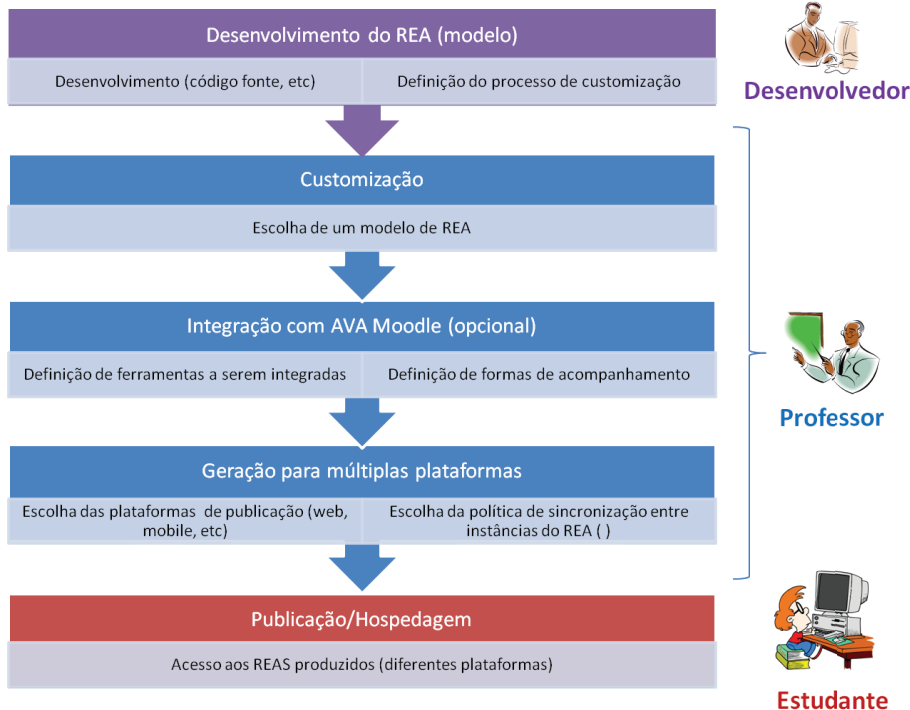 Desenvolvimento do REA (modelo)
Desenvolvimento (código fonte, etc)
Definição do processo de customização
Desenvolvedor
Customização
Escolha de um modelo de REA
Integração com AVA Moodle (opcional)
Definição de ferramentas a serem integradas
Definição de formas de acompanhamento
Professor
Geração para múltiplas plataformas
Escolha das plataformas de publicação (web,
mobile, etc)
Escolha da política de sincronização entre
instâncias do REA ( )
Publicação/Hospedagem
Acesso aos REAS produzidos (diferentes plataformas)
Estudante